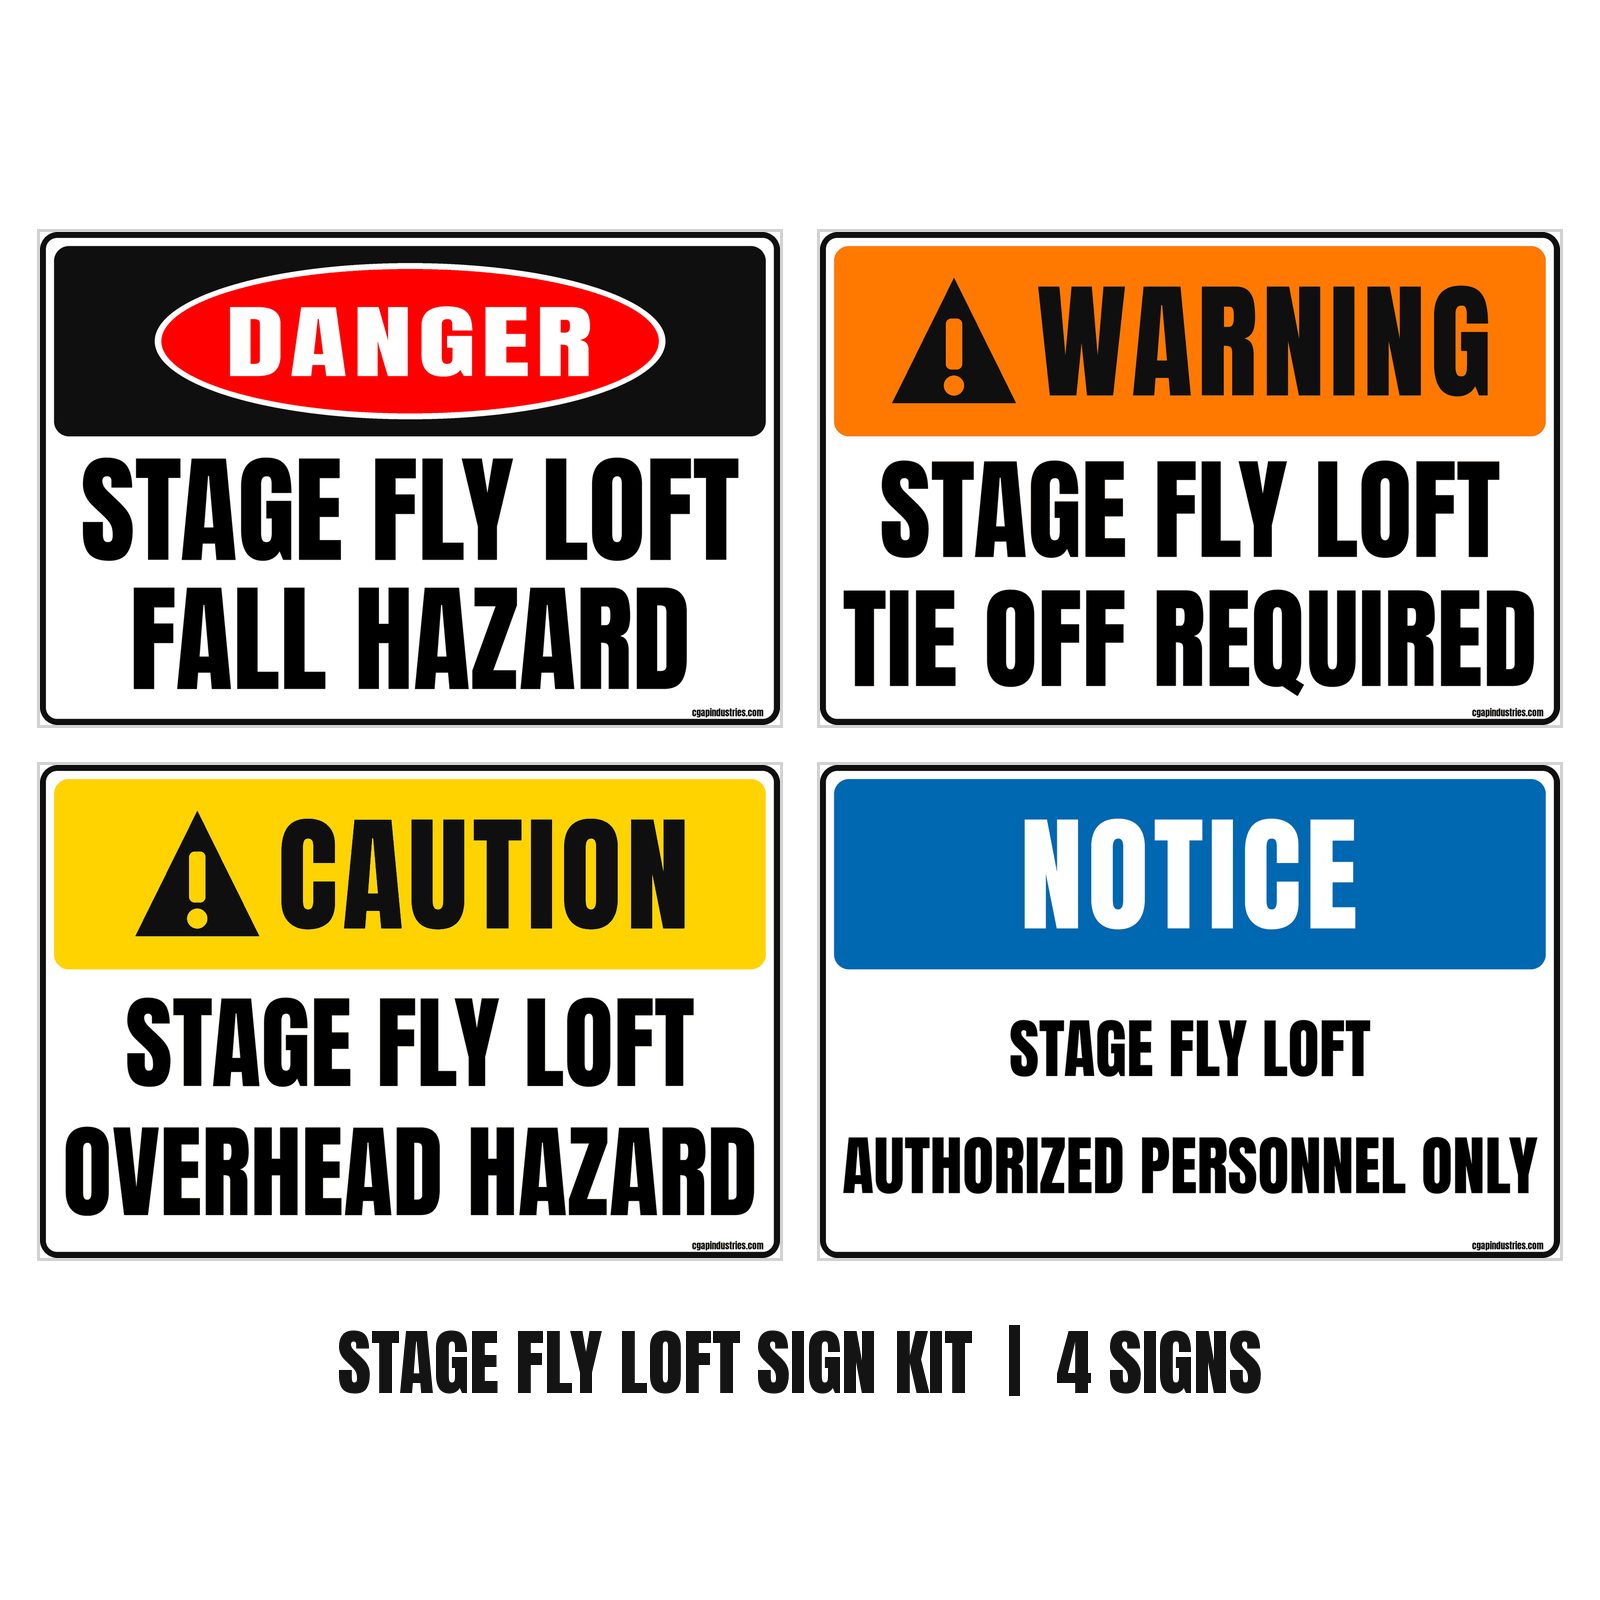 DANGER
STAGE FLY LOFT
FALL HAZARD
cgapindustries.com
WARNING
STAGE FLY LOFT
TIE OFF REQUIRED
cgapindustries.com
CAUTION
STAGE FLY LOFT
OVERHEAD HAZARD
cgapindustries.com
NOTICE
STAGE FLY LOFT
AUTHORIZED PERSONNEL ONLY
cgapindustries.com
STAGE FLY LOFT SIGN KIT | 4 SIGNS